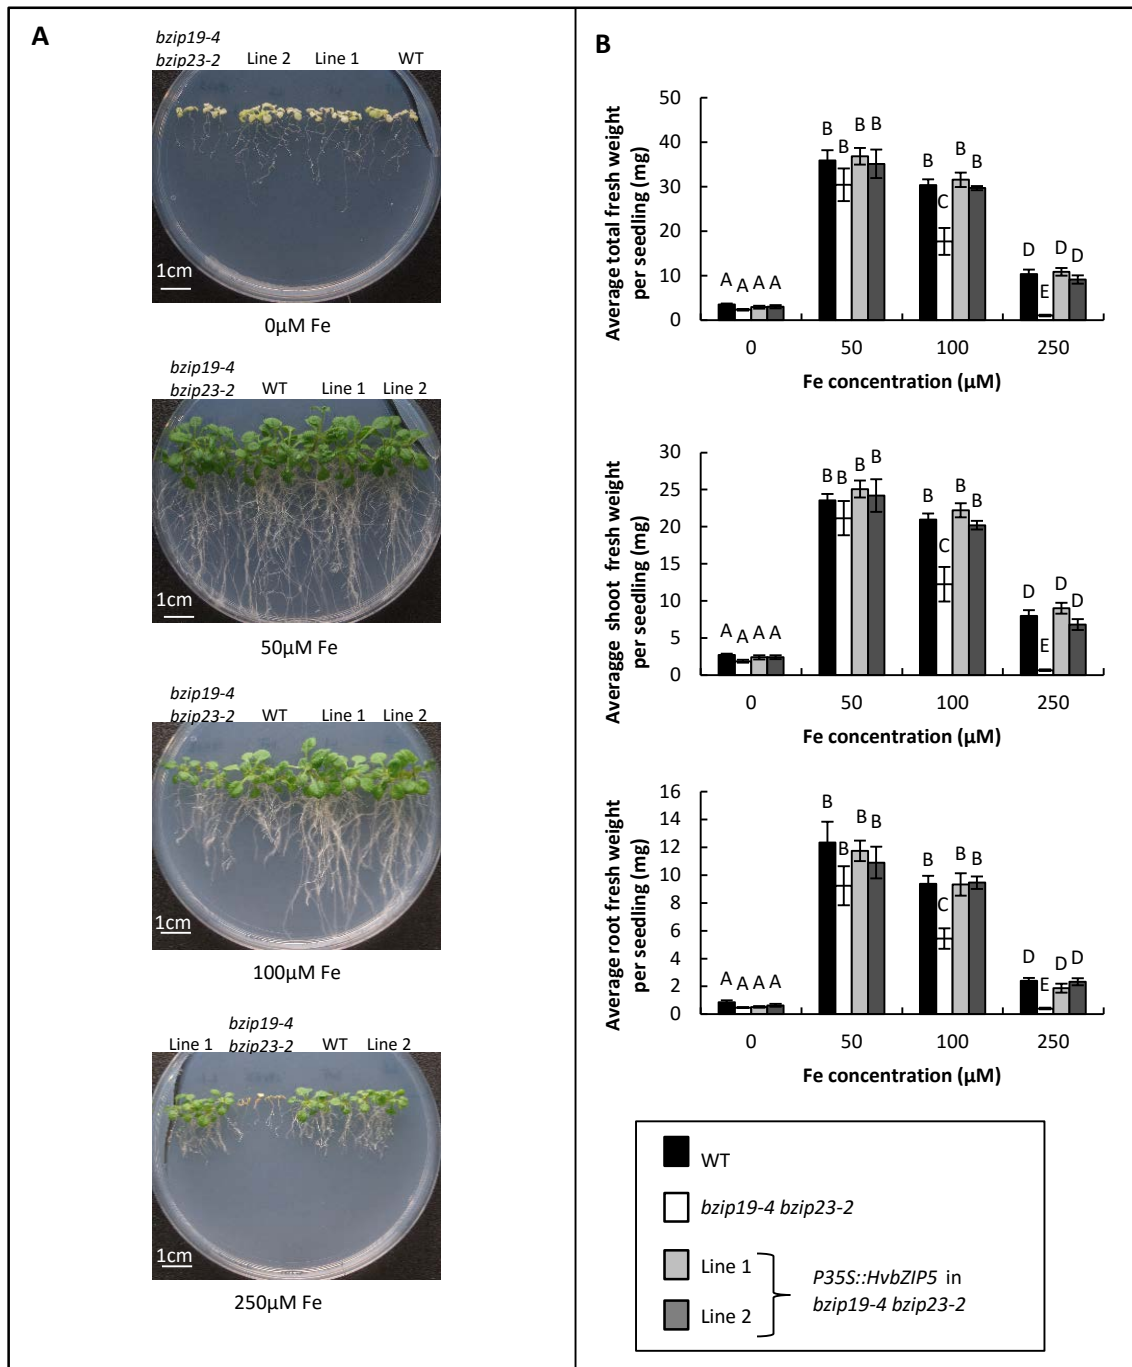 A
bzip19-4
bzip23-2 Line 2 Line 1 WT
1cm
0µM Fe
bzip19-4
bzip23-2 WT Line 1 Line 2
1cm
50µM Fe
bzip19-4
bzip23-2 WT Line 1 Line 2
1cm
100µM Fe
bzip19-4
Line 1 bzip23-2 WT Line 2
1cm
250µM Fe
B
Average total fresh weight
per seedling (mg)
50
40
30
20
10
0
A A A A
B B B B
B C B B
D E D D
0 50 100 250
Fe concentration (µM)
Averagge shoot fresh weight
per seedling (mg)
30
25
20
15
10
5
0
A A A A
B B B B
B C B B
D E D D
0 50 100 250
Fe concentration (µM)
Average root fresh weight
per seedling (mg)
16
14
12
10
8
6
4
2
0
A A A A
B B B B
B C B B
D E D D
0 50 100 250
Fe concentration (µM)
WT
bzip19-4 bzip23-2
Line 1
Line 2
P35S::HvbZIP5 in
bzip19-4 bzip23-2